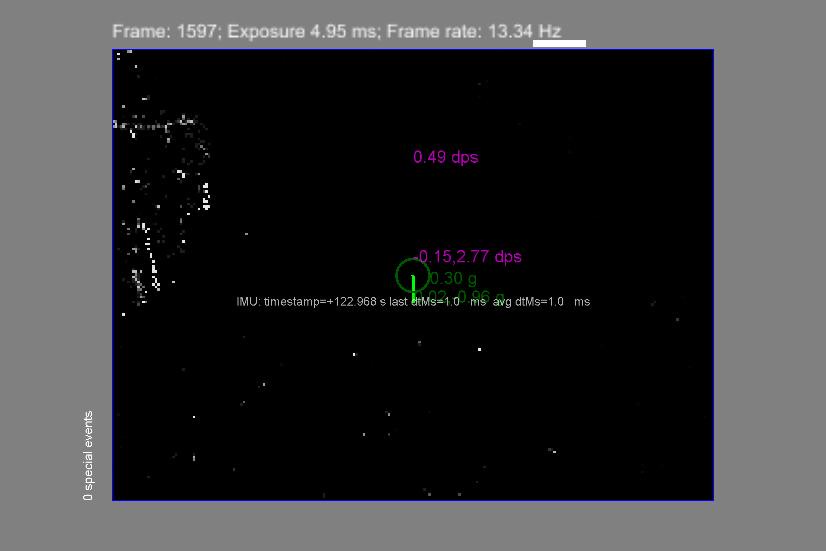 Frame: 1597; Exposure 4.95 ms; Frame rate: 13.34 Hz
0.49 dps
-0.15,2.77 dps
0.30 g
IMU: timestamp=+122.968 s last dtMs=1.0 ms avg dtMs=1.0 ms
0 special events